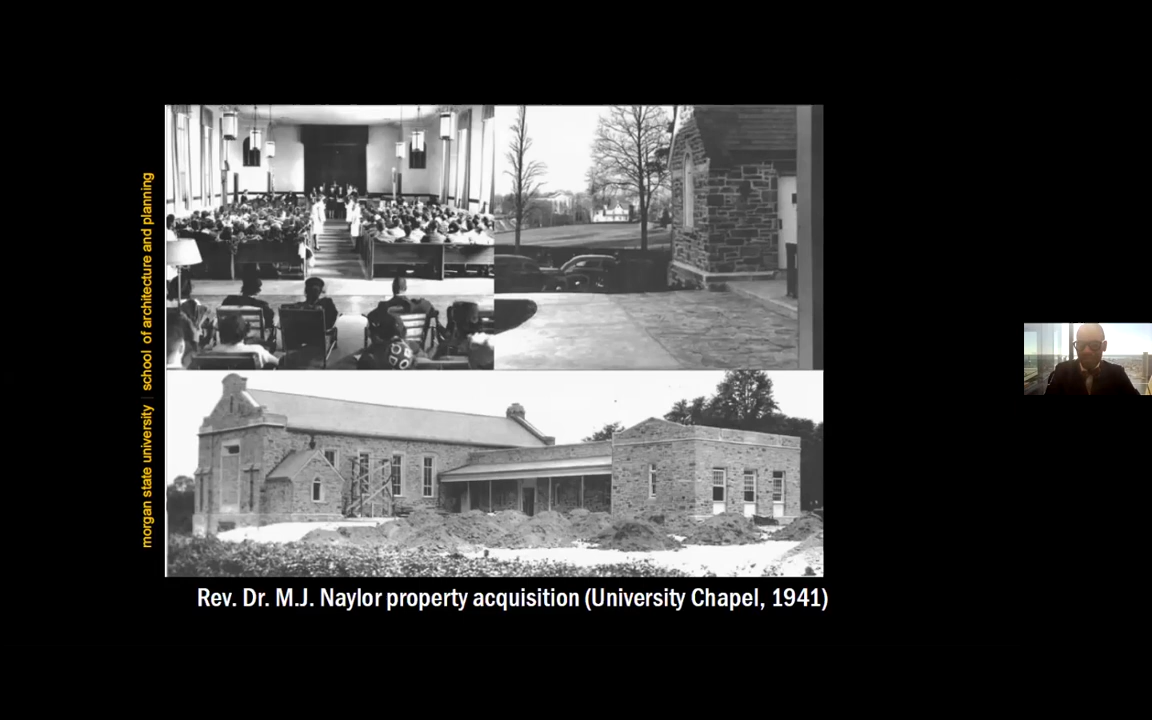 morgan state university | school of architecture and planning
Rev. Dr. M.J. Naylor property acquisition (University Chapel, 1941)